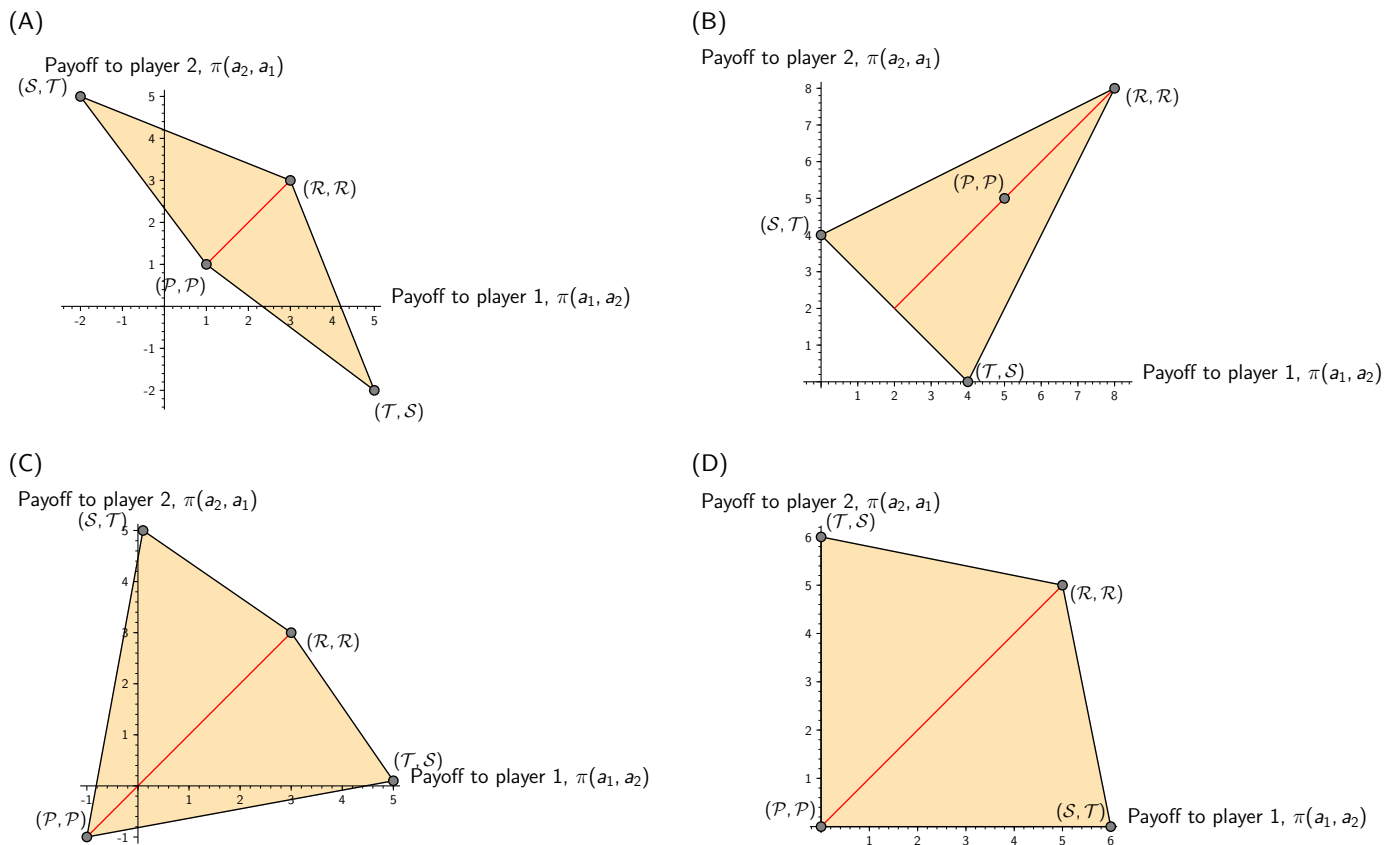 (A)
Payoff to player 2, π(a₂, a₁)
(𝒮, 𝒯)
5
4
3
2
1
-1
-2
(ℛ, ℛ)
(𝒫, 𝒫)
Payoff to player 1, π(a₁, a₂)
-2 -1 1 2 3 4 5
(𝒯, 𝒮)
(B)
Payoff to player 2, π(a₂, a₁)
8
7
6
5
4
3
2
1
(ℛ, ℛ)
(𝒫, 𝒫)
(𝒮, 𝒯)
(𝒯, 𝒮)
Payoff to player 1, π(a₁, a₂)
1 2 3 4 5 6 7 8
(C)
Payoff to player 2, π(a₂, a₁)
(𝒮, 𝒯)
5
4
3
2
1
-1
(ℛ, ℛ)
(𝒯, 𝒮)
Payoff to player 1, π(a₁, a₂)
-1 1 2 3 4 5
(𝒫, 𝒫)
(D)
Payoff to player 2, π(a₂, a₁)
(𝒯, 𝒮)
6
5
4
3
2
1
(ℛ, ℛ)
(𝒫, 𝒫)
(𝒮, 𝒯)
Payoff to player 1, π(a₁, a₂)
1 2 3 4 5 6